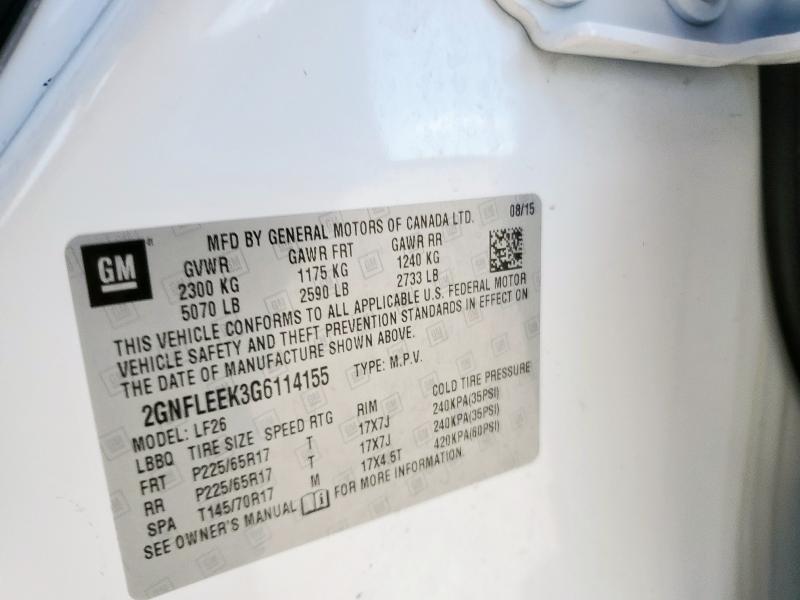 MFD BY GENERAL MOTORS OF CANADA LTD. 08/15
GM
GVWR GAWR FRT GAWR RR
2300 KG 1175 KG 1240 KG
5070 LB 2590 LB 2733 LB
THIS VEHICLE CONFORMS TO ALL APPLICABLE U.S. FEDERAL MOTOR
VEHICLE SAFETY AND THEFT PREVENTION STANDARDS IN EFFECT ON
THE DATE OF MANUFACTURE SHOWN ABOVE.
2GNFLEEK3G6114155 TYPE: M.P.V.
MODEL: LF26
LBBQ TIRE SIZE SPEED RTG RIM COLD TIRE PRESSURE
FRT P225/65R17 T 17X7J 240KPA(35PSI)
RR P225/65R17 T 17X7J 240KPA(35PSI)
SPA T145/70R17 M 17X4.5T 420KPA(60PSI)
SEE OWNER'S MANUAL FOR MORE INFORMATION.